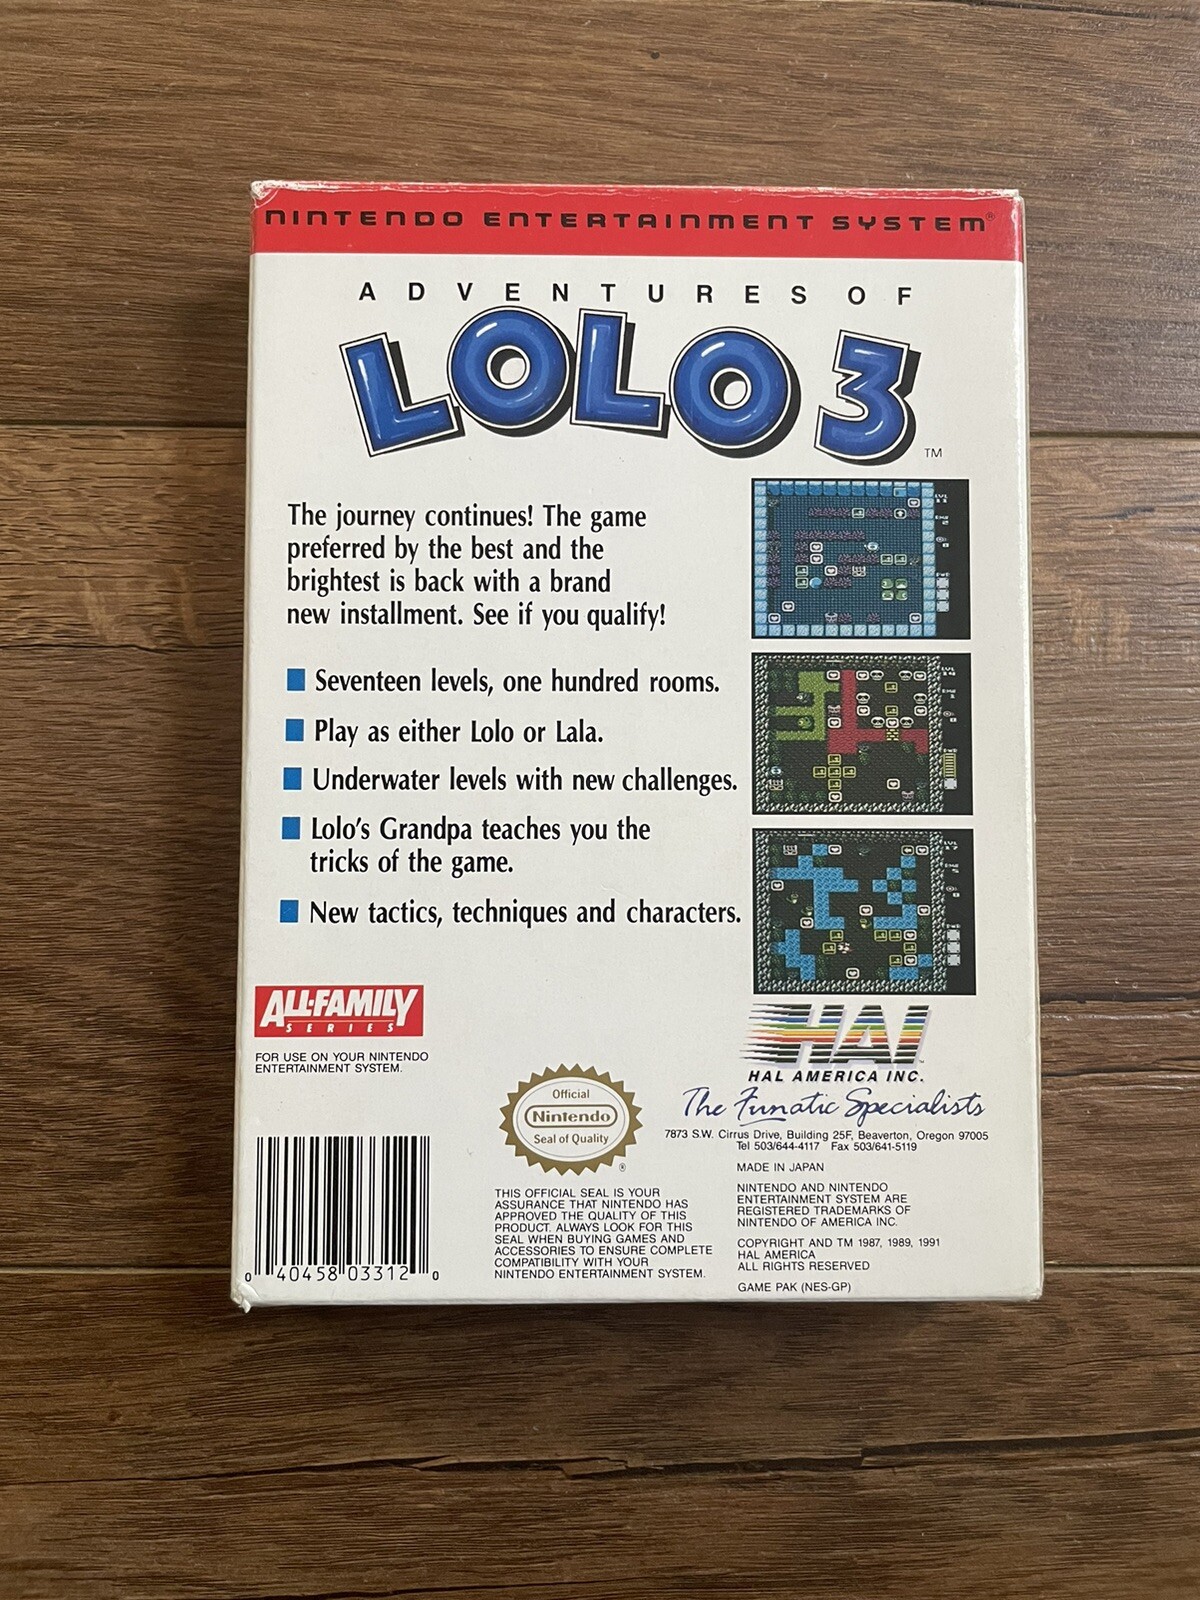 NINTENDO ENTERTAINMENT SYSTEM®
ADVENTURES OF
LOLO 3
TM
The journey continues! The game
preferred by the best and the
brightest is back with a brand
new installment. See if you qualify!
Seventeen levels, one hundred rooms.
Play as either Lolo or Lala.
Underwater levels with new challenges.
Lolo's Grandpa teaches you the
tricks of the game.
New tactics, techniques and characters.
ALL-FAMILY
SERIES
FOR USE ON YOUR NINTENDO
ENTERTAINMENT SYSTEM.
0 40458 03312 0
Official
Nintendo
Seal of Quality
®
THIS OFFICIAL SEAL IS YOUR
ASSURANCE THAT NINTENDO HAS
APPROVED THE QUALITY OF THIS
PRODUCT. ALWAYS LOOK FOR THIS
SEAL WHEN BUYING GAMES AND
ACCESSORIES TO ENSURE COMPLETE
COMPATIBILITY WITH YOUR
NINTENDO ENTERTAINMENT SYSTEM.
HAL
HAL AMERICA INC.
The Funatic Specialists
7873 S.W. Cirrus Drive, Building 25F, Beaverton, Oregon 97005
Tel 503/644-4117 Fax 503/641-5119
MADE IN JAPAN
NINTENDO AND NINTENDO
ENTERTAINMENT SYSTEM ARE
REGISTERED TRADEMARKS OF
NINTENDO OF AMERICA INC.
COPYRIGHT AND TM 1987, 1989, 1991
HAL AMERICA
ALL RIGHTS RESERVED
GAME PAK (NES-GP)